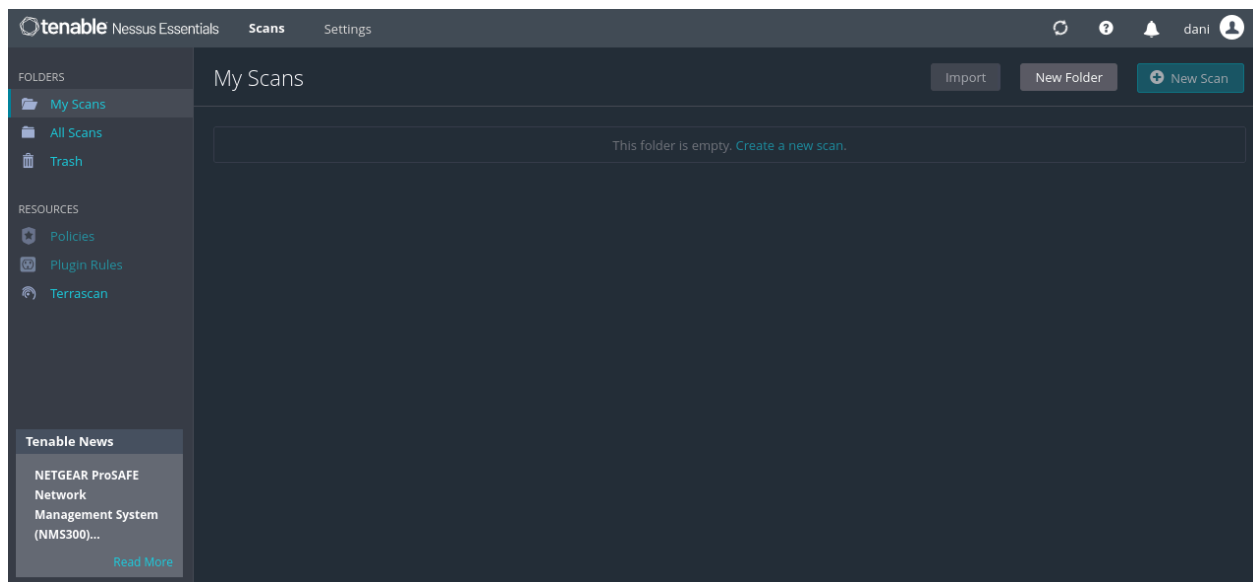 tenable Nessus Essentials Scans Settings dani
FOLDERS
My Scans
All Scans
Trash
RESOURCES
Policies
Plugin Rules
Terrascan
Tenable News
NETGEAR ProSAFE
Network
Management System
(NMS300)...
Read More
My Scans Import New Folder New Scan
This folder is empty. Create a new scan.